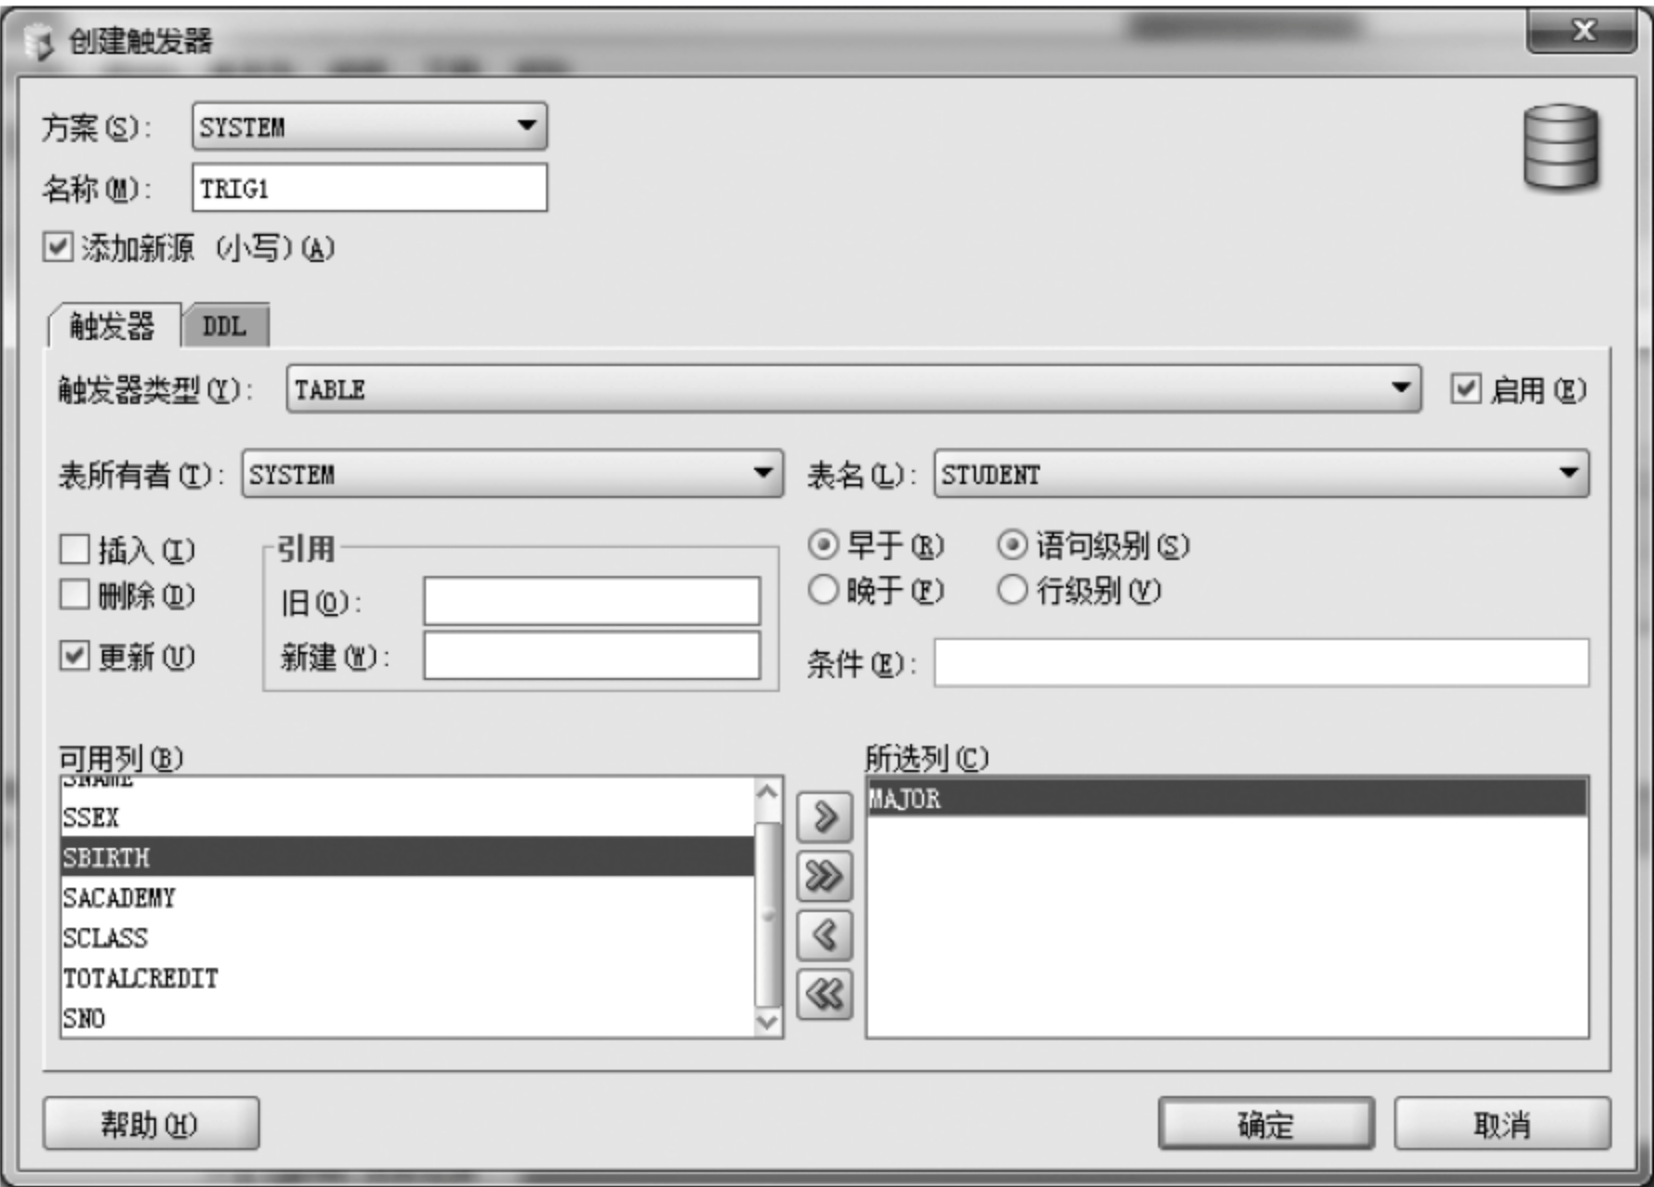 创建触发器
方案(S): SYSTEM
名称(M): TRIG1
添加新源 (小写)(A)
触发器 DDL
触发器类型(Y): TABLE 启用(E)
表所有者(T): SYSTEM 表名(L): STUDENT
插入(I) 引用 早于(R) 语句级别(S)
删除(D) 旧(O): 晚于(F) 行级别(V)
更新(U) 新建(W): 条件(E):
可用列(B) 所选列(C)
SNAME MAJOR
SSEX
SBIRTH
SACADEMY
SCLASS
TOTALCREDIT
SNO
帮助(H) 确定 取消